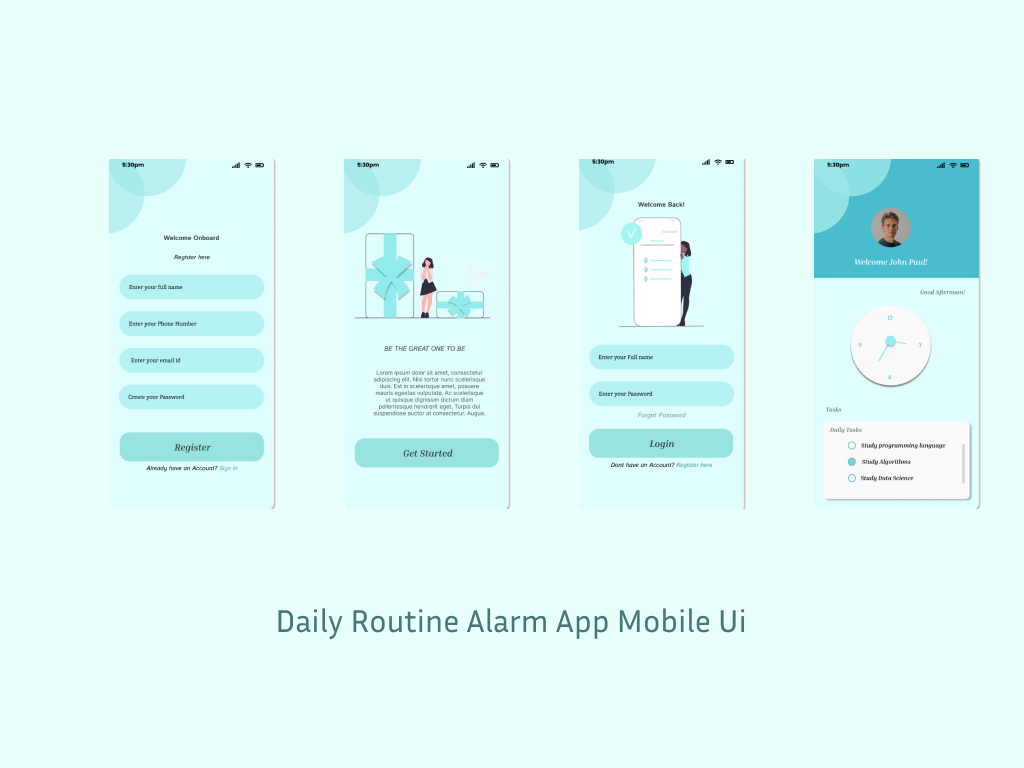 5:30pm
Welcome Onboard
Register here
Enter your full name
Enter your Phone Number
Enter your email id
Create your Password
Register
Already have an Account? Sign in
5:30pm
BE THE GREAT ONE TO BE
Lorem ipsum dolor sit amet, consectetur
adipiscing elit. Nisi tortor nunc scelerisque
duis. Est in scelerisque amet, posuere
mauris egestas vulputate. Ac scelerisque
ut quisque dignissim dictum diam
pellentesque hendrerit eget. Turpis dui
suspendisse auctor at consectetur. Augue.
Get Started
5:30pm
Welcome Back!
Enter your Full name
Enter your Password
Forgot Password
Login
Dont have an Account? Register here
5:30pm
Welcome John Paul!
Good Afternoon!
12
9
3
6
Tasks
Daily Tasks
Study programming language
Study Algorithms
Study Data Science
Daily Routine Alarm App Mobile Ui